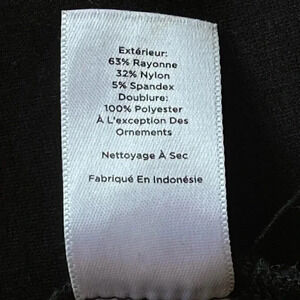 Extérieur:
63% Rayonne
32% Nylon
5% Spandex
Doublure:
100% Polyester
À L'exception Des
Ornements
Nettoyage À Sec
Fabriqué En Indonésie